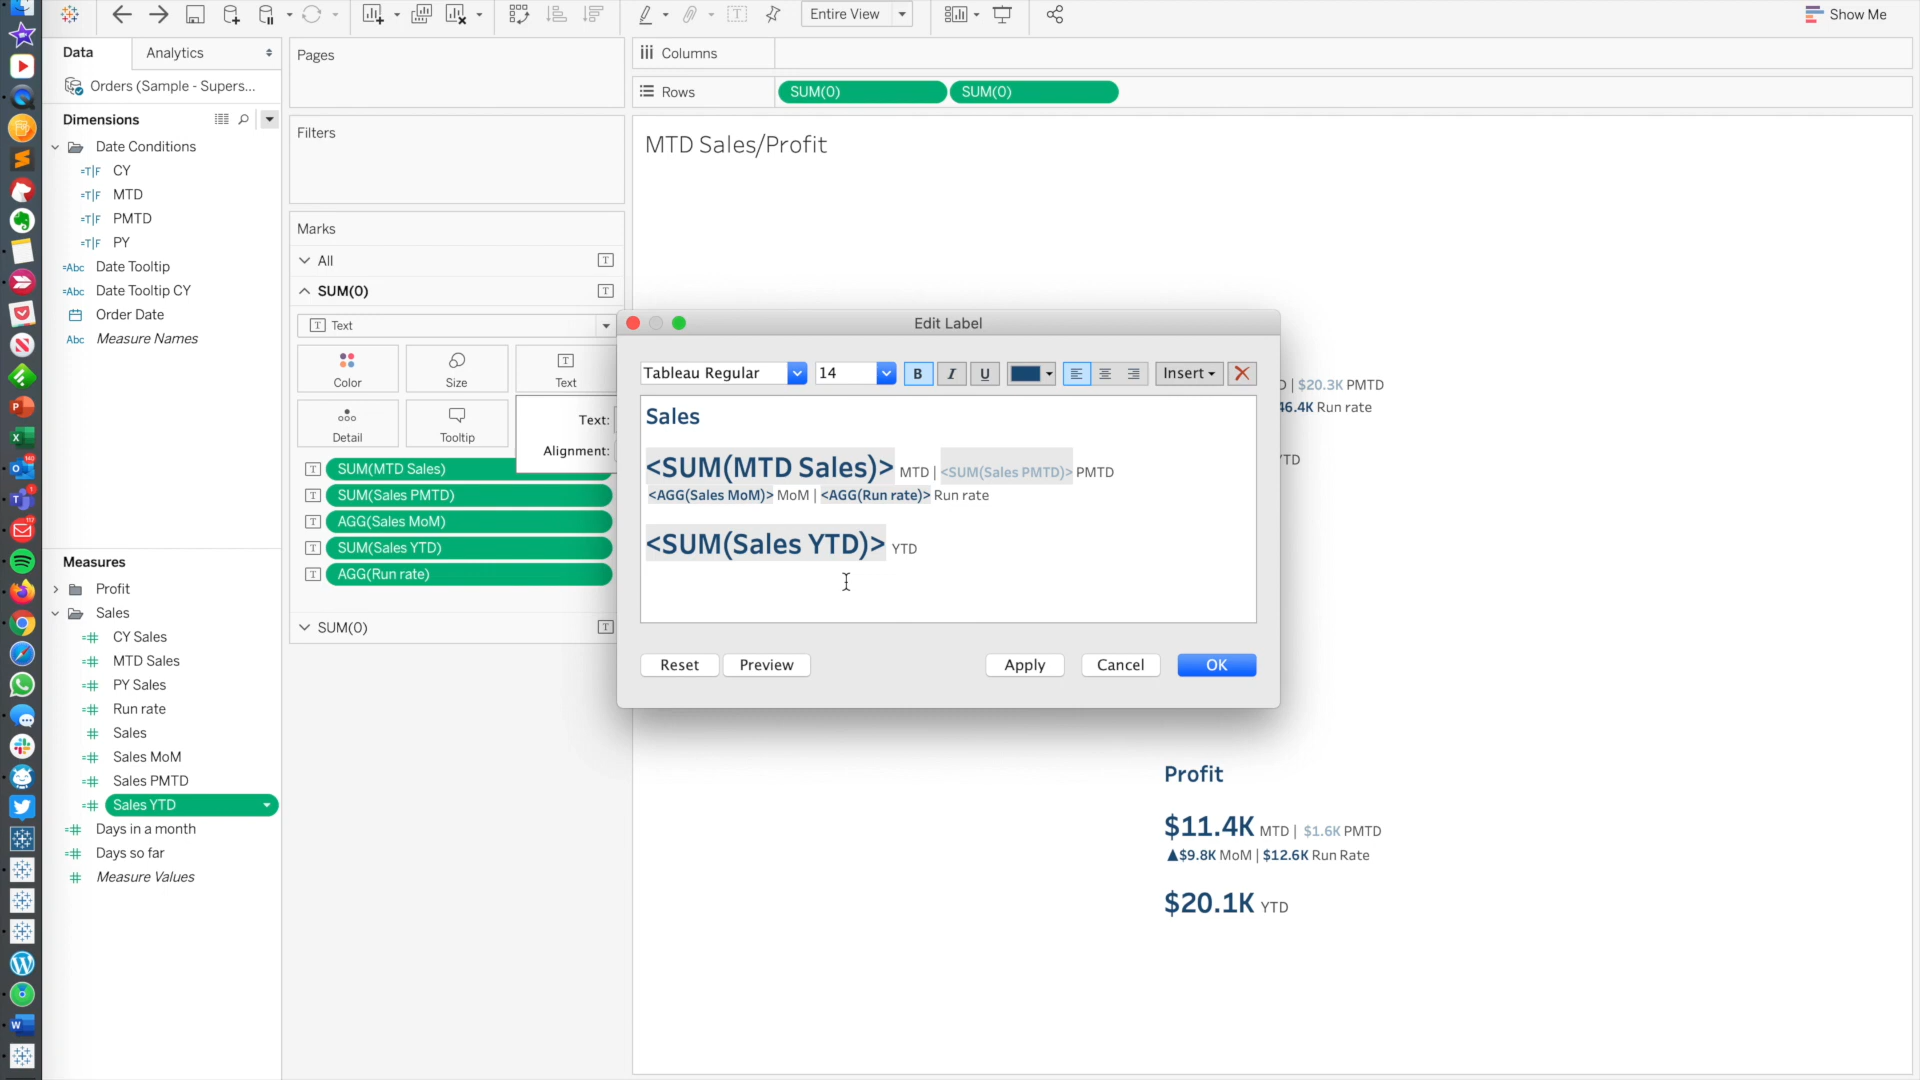 Entire View
Show Me
Data
Analytics
Orders (Sample - Supers...
Dimensions
Date Conditions
=T|F CY
=T|F MTD
=T|F PMTD
=T|F PY
=Abc Date Tooltip
=Abc Date Tooltip CY
Order Date
Abc Measure Names
Measures
Profit
Sales
=# CY Sales
=# MTD Sales
=# PY Sales
=# Run rate
# Sales
=# Sales MoM
=# Sales PMTD
=# Sales YTD
=# Days in a month
=# Days so far
# Measure Values
Pages
Filters
Marks
All
SUM(0)
Text
Color
Size
Text
Detail
Tooltip
Text:
Alignment:
SUM(MTD Sales)
SUM(Sales PMTD)
AGG(Sales MoM)
SUM(Sales YTD)
AGG(Run rate)
SUM(0)
Columns
Rows
SUM(0)
SUM(0)
MTD Sales/Profit
Edit Label
Tableau Regular
14
B
I
U
Insert
Sales
<SUM(MTD Sales)> MTD | <SUM(Sales PMTD)> PMTD
<AGG(Sales MoM)> MoM | <AGG(Run rate)> Run rate
<SUM(Sales YTD)> YTD
Reset
Preview
Apply
Cancel
OK
| $20.3K PMTD
46.4K Run rate
Profit
$11.4K MTD | $1.6K PMTD
▲$9.8K MoM | $12.6K Run Rate
$20.1K YTD